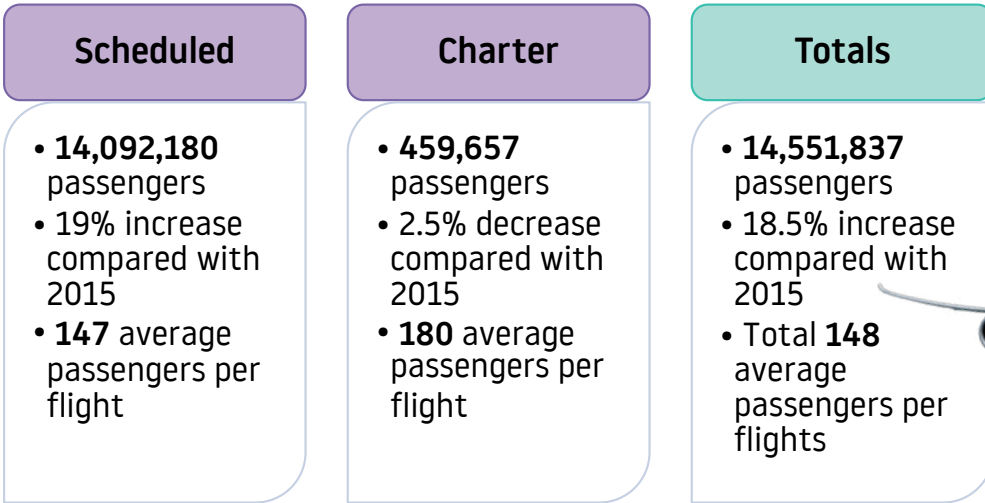 Scheduled
• 14,092,180
passengers
• 19% increase
compared with
2015
• 147 average
passengers per
flight
Charter
• 459,657
passengers
• 2.5% decrease
compared with
2015
• 180 average
passengers per
flight
Totals
• 14,551,837
passengers
• 18.5% increase
compared with
2015
• Total 148
average
passengers per
flights